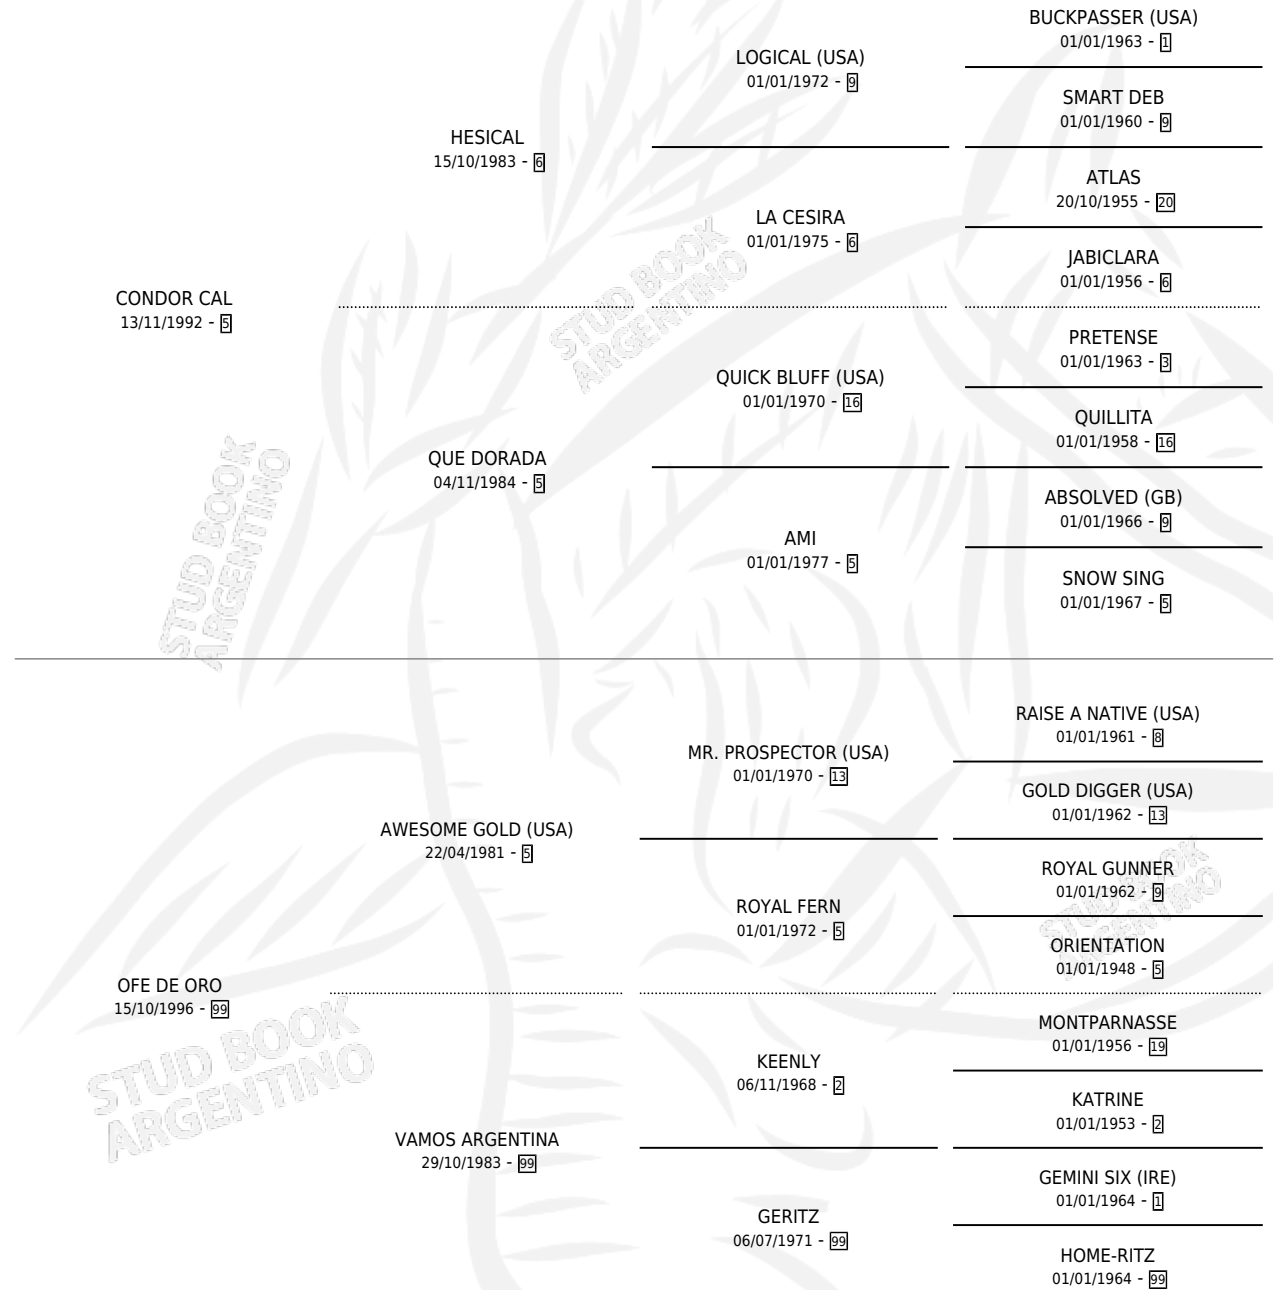 BUCKPASSER (USA)
01/01/1963 - 1
LOGICAL (USA)
01/01/1972 - 9
SMART DEB
01/01/1960 - 9
HESICAL
15/10/1983 - 6
ATLAS
20/10/1955 - 20
LA CESIRA
01/01/1975 - 6
JABICLARA
01/01/1956 - 6
CONDOR CAL
13/11/1992 - 5
PRETENSE
01/01/1963 - 3
QUICK BLUFF (USA)
01/01/1970 - 16
QUILLITA
01/01/1958 - 16
QUE DORADA
04/11/1984 - 5
ABSOLVED (GB)
01/01/1966 - 9
AMI
01/01/1977 - 5
SNOW SING
01/01/1967 - 5
STUD BOOK
ARGENTINO
STUD BOOK
ARGENTINO
RAISE A NATIVE (USA)
01/01/1961 - 8
MR. PROSPECTOR (USA)
01/01/1970 - 13
GOLD DIGGER (USA)
01/01/1962 - 13
AWESOME GOLD (USA)
22/04/1981 - 5
ROYAL GUNNER
01/01/1962 - 9
ROYAL FERN
01/01/1972 - 5
ORIENTATION
01/01/1948 - 5
STUD BOOK
ARGENTINO
OFE DE ORO
15/10/1996 - 99
MONTPARNASSE
01/01/1956 - 19
KEENLY
06/11/1968 - 2
KATRINE
01/01/1953 - 2
VAMOS ARGENTINA
29/10/1983 - 99
GEMINI SIX (IRE)
01/01/1964 - 1
GERITZ
06/07/1971 - 99
HOME-RITZ
01/01/1964 - 99
STUD BOOK
ARGENTINO